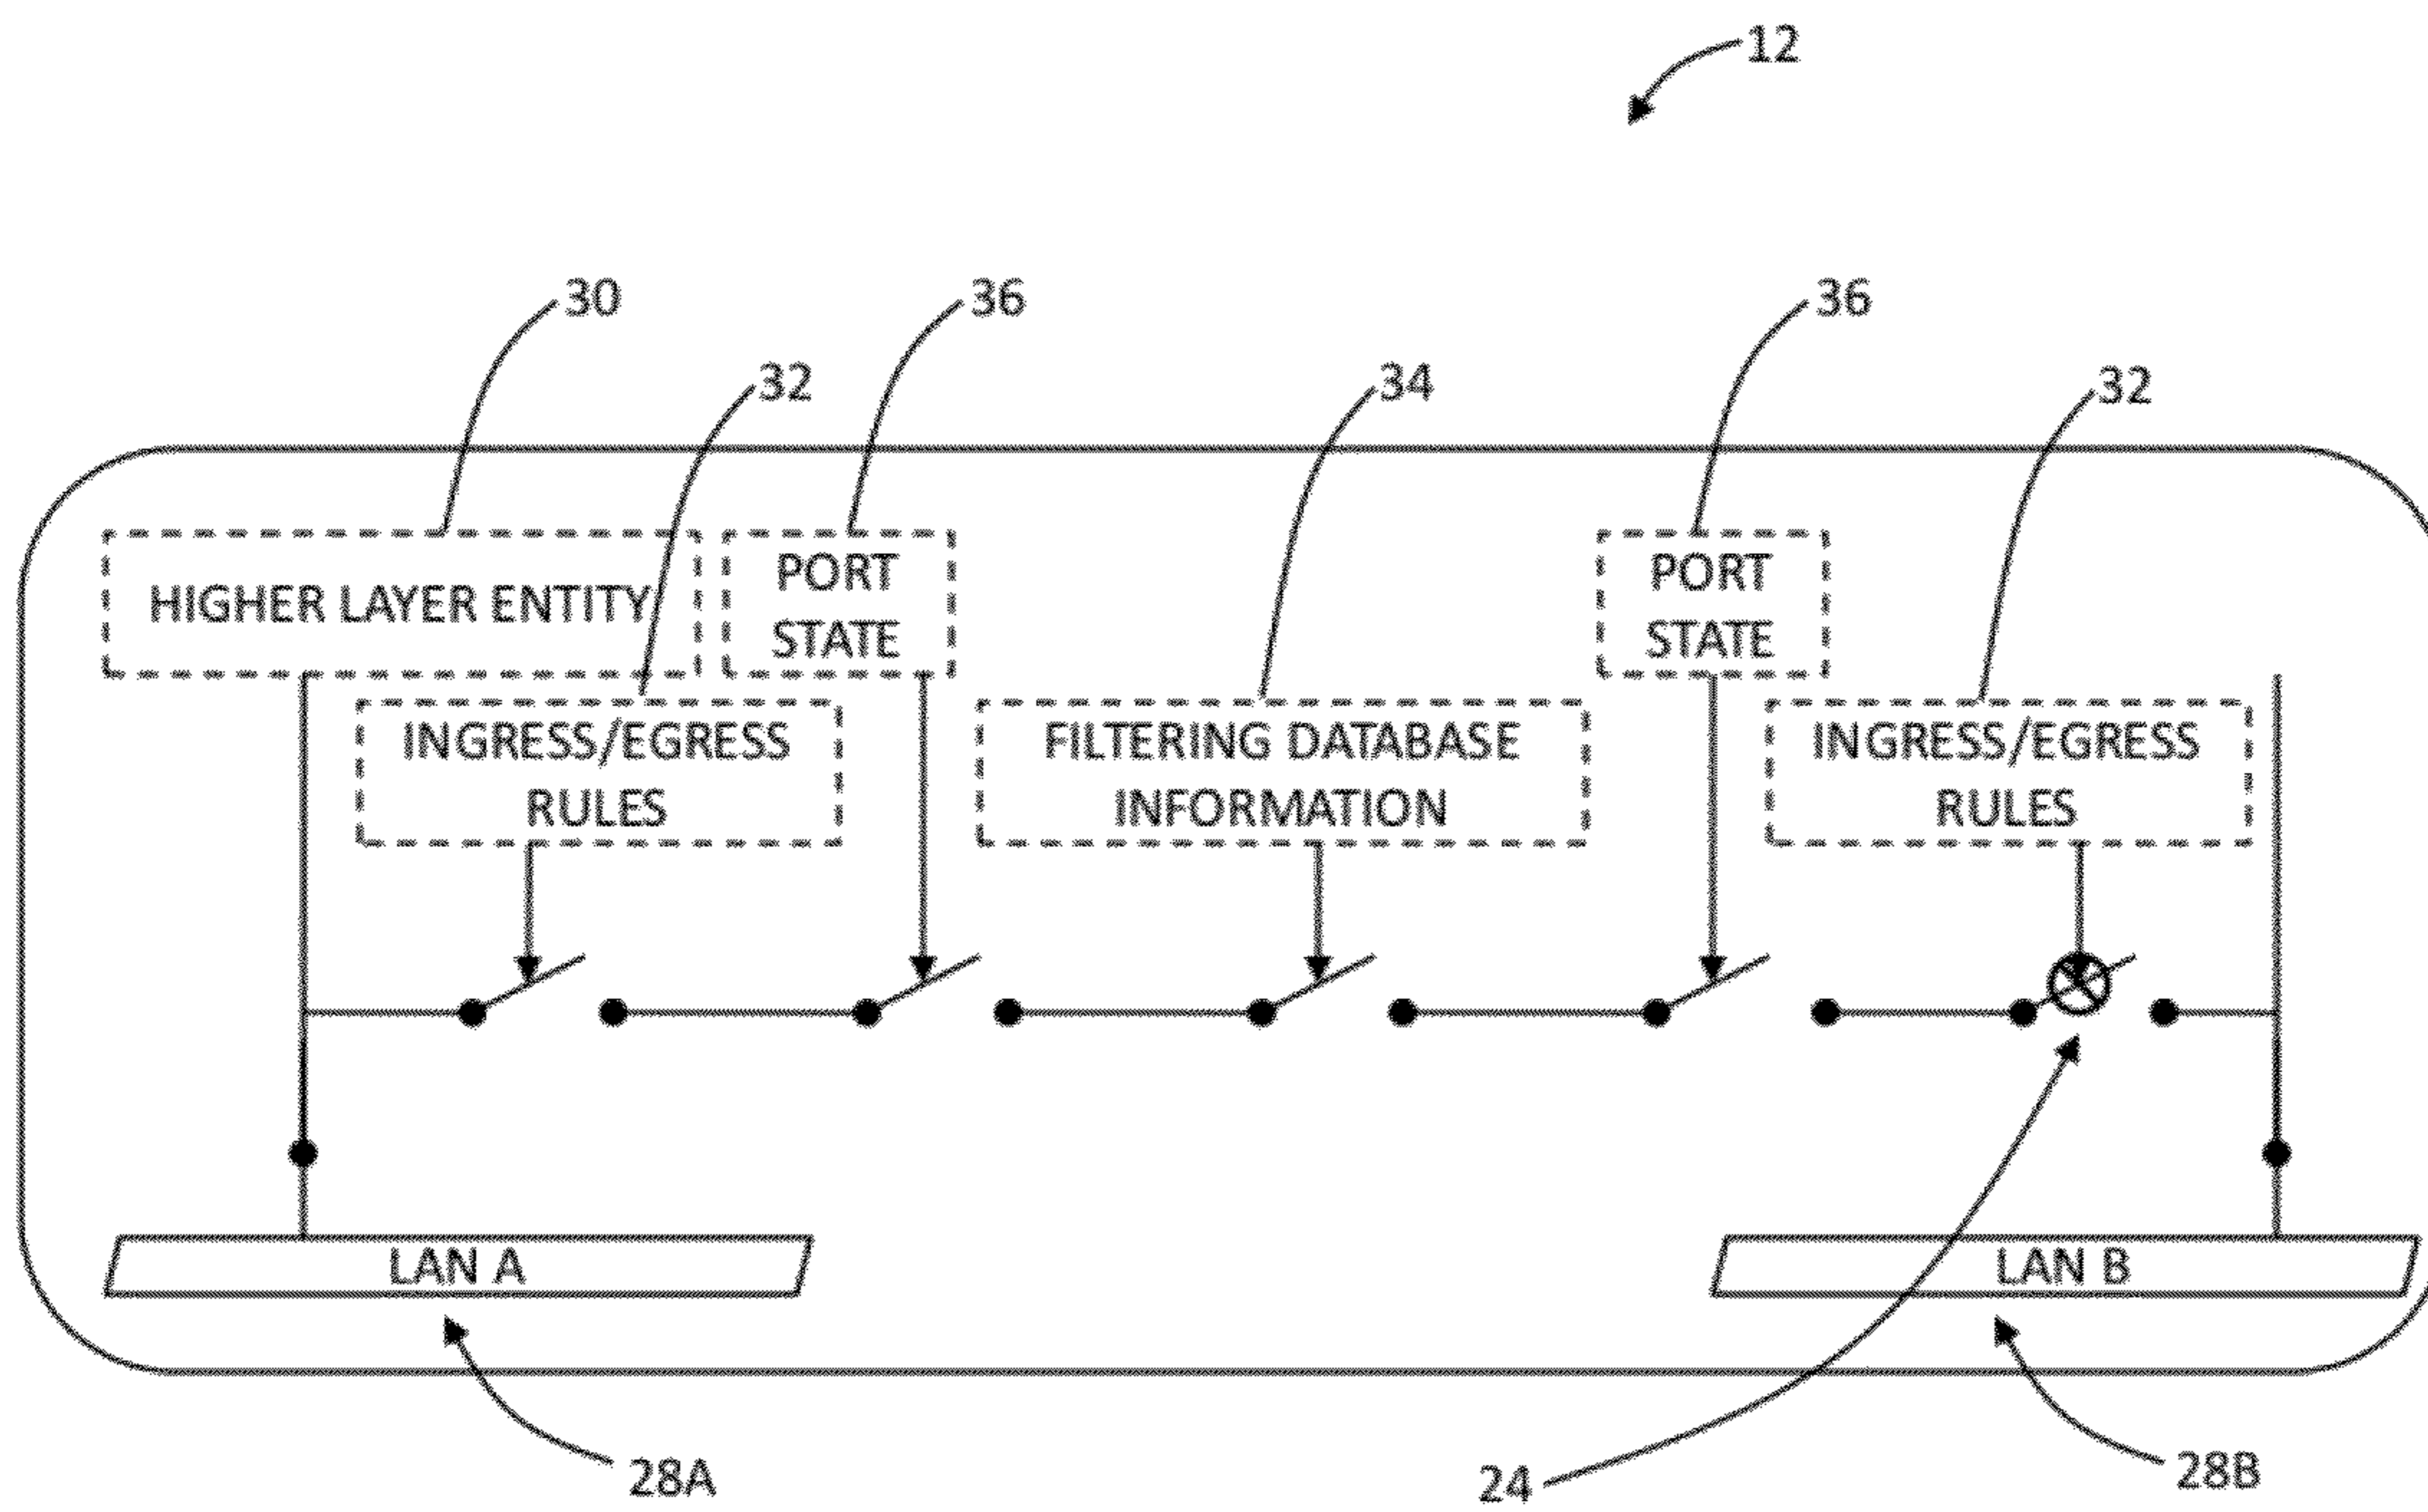 12
30
36
36
32
34
32
HIGHER LAYER ENTITY
PORT
STATE
PORT
STATE
INGRESS/EGRESS
RULES
FILTERING DATABASE
INFORMATION
INGRESS/EGRESS
RULES
LAN A
LAN B
28A
24
28B